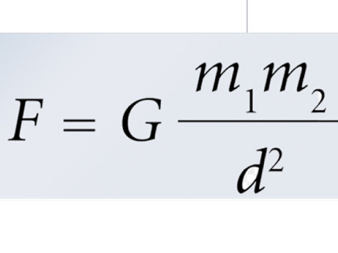 F = G m₁m₂ / d²